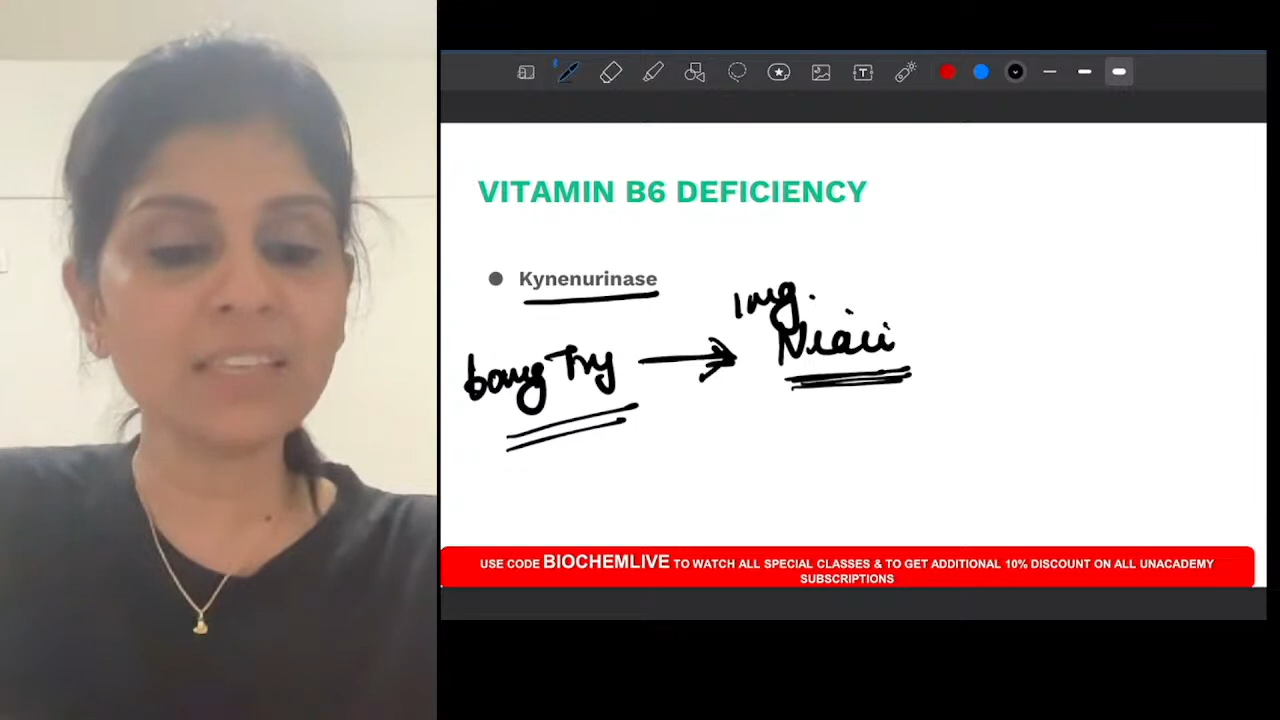 VITAMIN B6 DEFICIENCY
Kynenurinase
1mg.
60mg Try → Niaci
USE CODE BIOCHEMLIVE TO WATCH ALL SPECIAL CLASSES & TO GET ADDITIONAL 10% DISCOUNT ON ALL UNACADEMY
SUBSCRIPTIONS